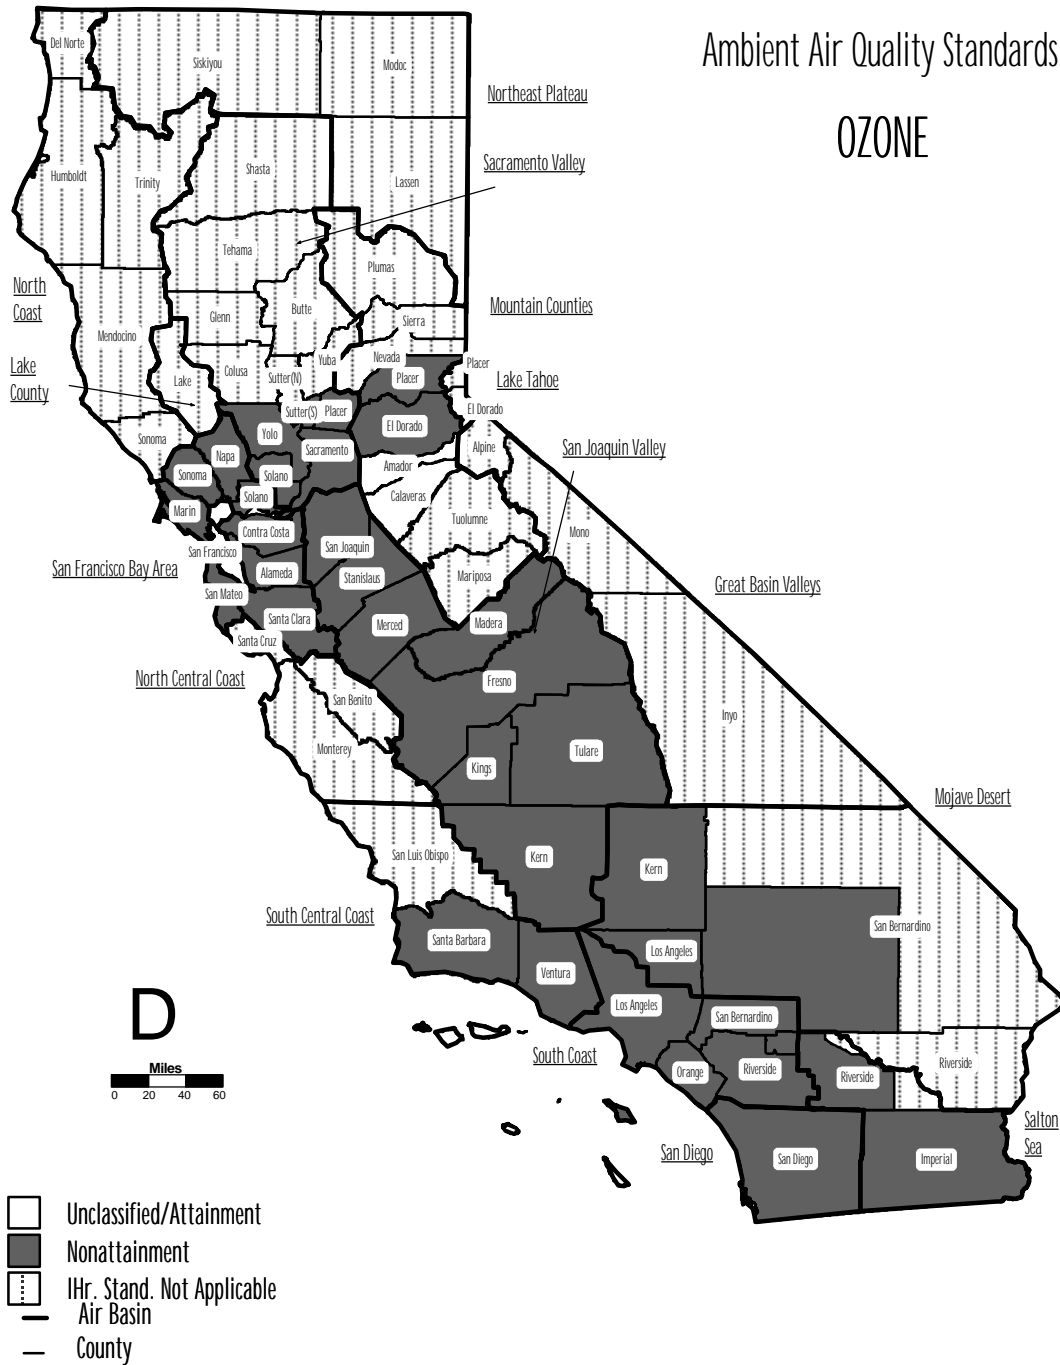 Ambient Air Quality Standards
OZONE
Del Norte
Siskiyou
Modoc
Northeast Plateau
Sacramento Valley
Humboldt
Trinity
Shasta
Lassen
Tehama
Plumas
North
Coast
Mendocino
Glenn
Butte
Sierra
Mountain Counties
Lake
County
Lake
Colusa
Sutter(N)
Yuba
Nevada
Placer
Placer
Lake Tahoe
Sutter(S)
Placer
El Dorado
El Dorado
Sonoma
Yolo
Napa
Sacramento
Amador
Alpine
San Joaquin Valley
Sonoma
Solano
Solano
Calaveras
Marin
Contra Costa
Tuolumne
Mono
San Francisco
San Joaquin
San Francisco Bay Area
Alameda
Stanislaus
Mariposa
Great Basin Valleys
San Mateo
Santa Clara
Merced
Madera
Santa Cruz
North Central Coast
San Benito
Fresno
Inyo
Monterey
Kings
Tulare
Mojave Desert
San Luis Obispo
Kern
Kern
South Central Coast
Santa Barbara
Los Angeles
San Bernardino
Ventura
Los Angeles
San Bernardino
D
South Coast
Orange
Riverside
Riverside
Riverside
Miles
0 20 40 60
San Diego
San Diego
Imperial
Salton
Sea
Unclassified/Attainment
Nonattainment
1Hr. Stand. Not Applicable
Air Basin
County